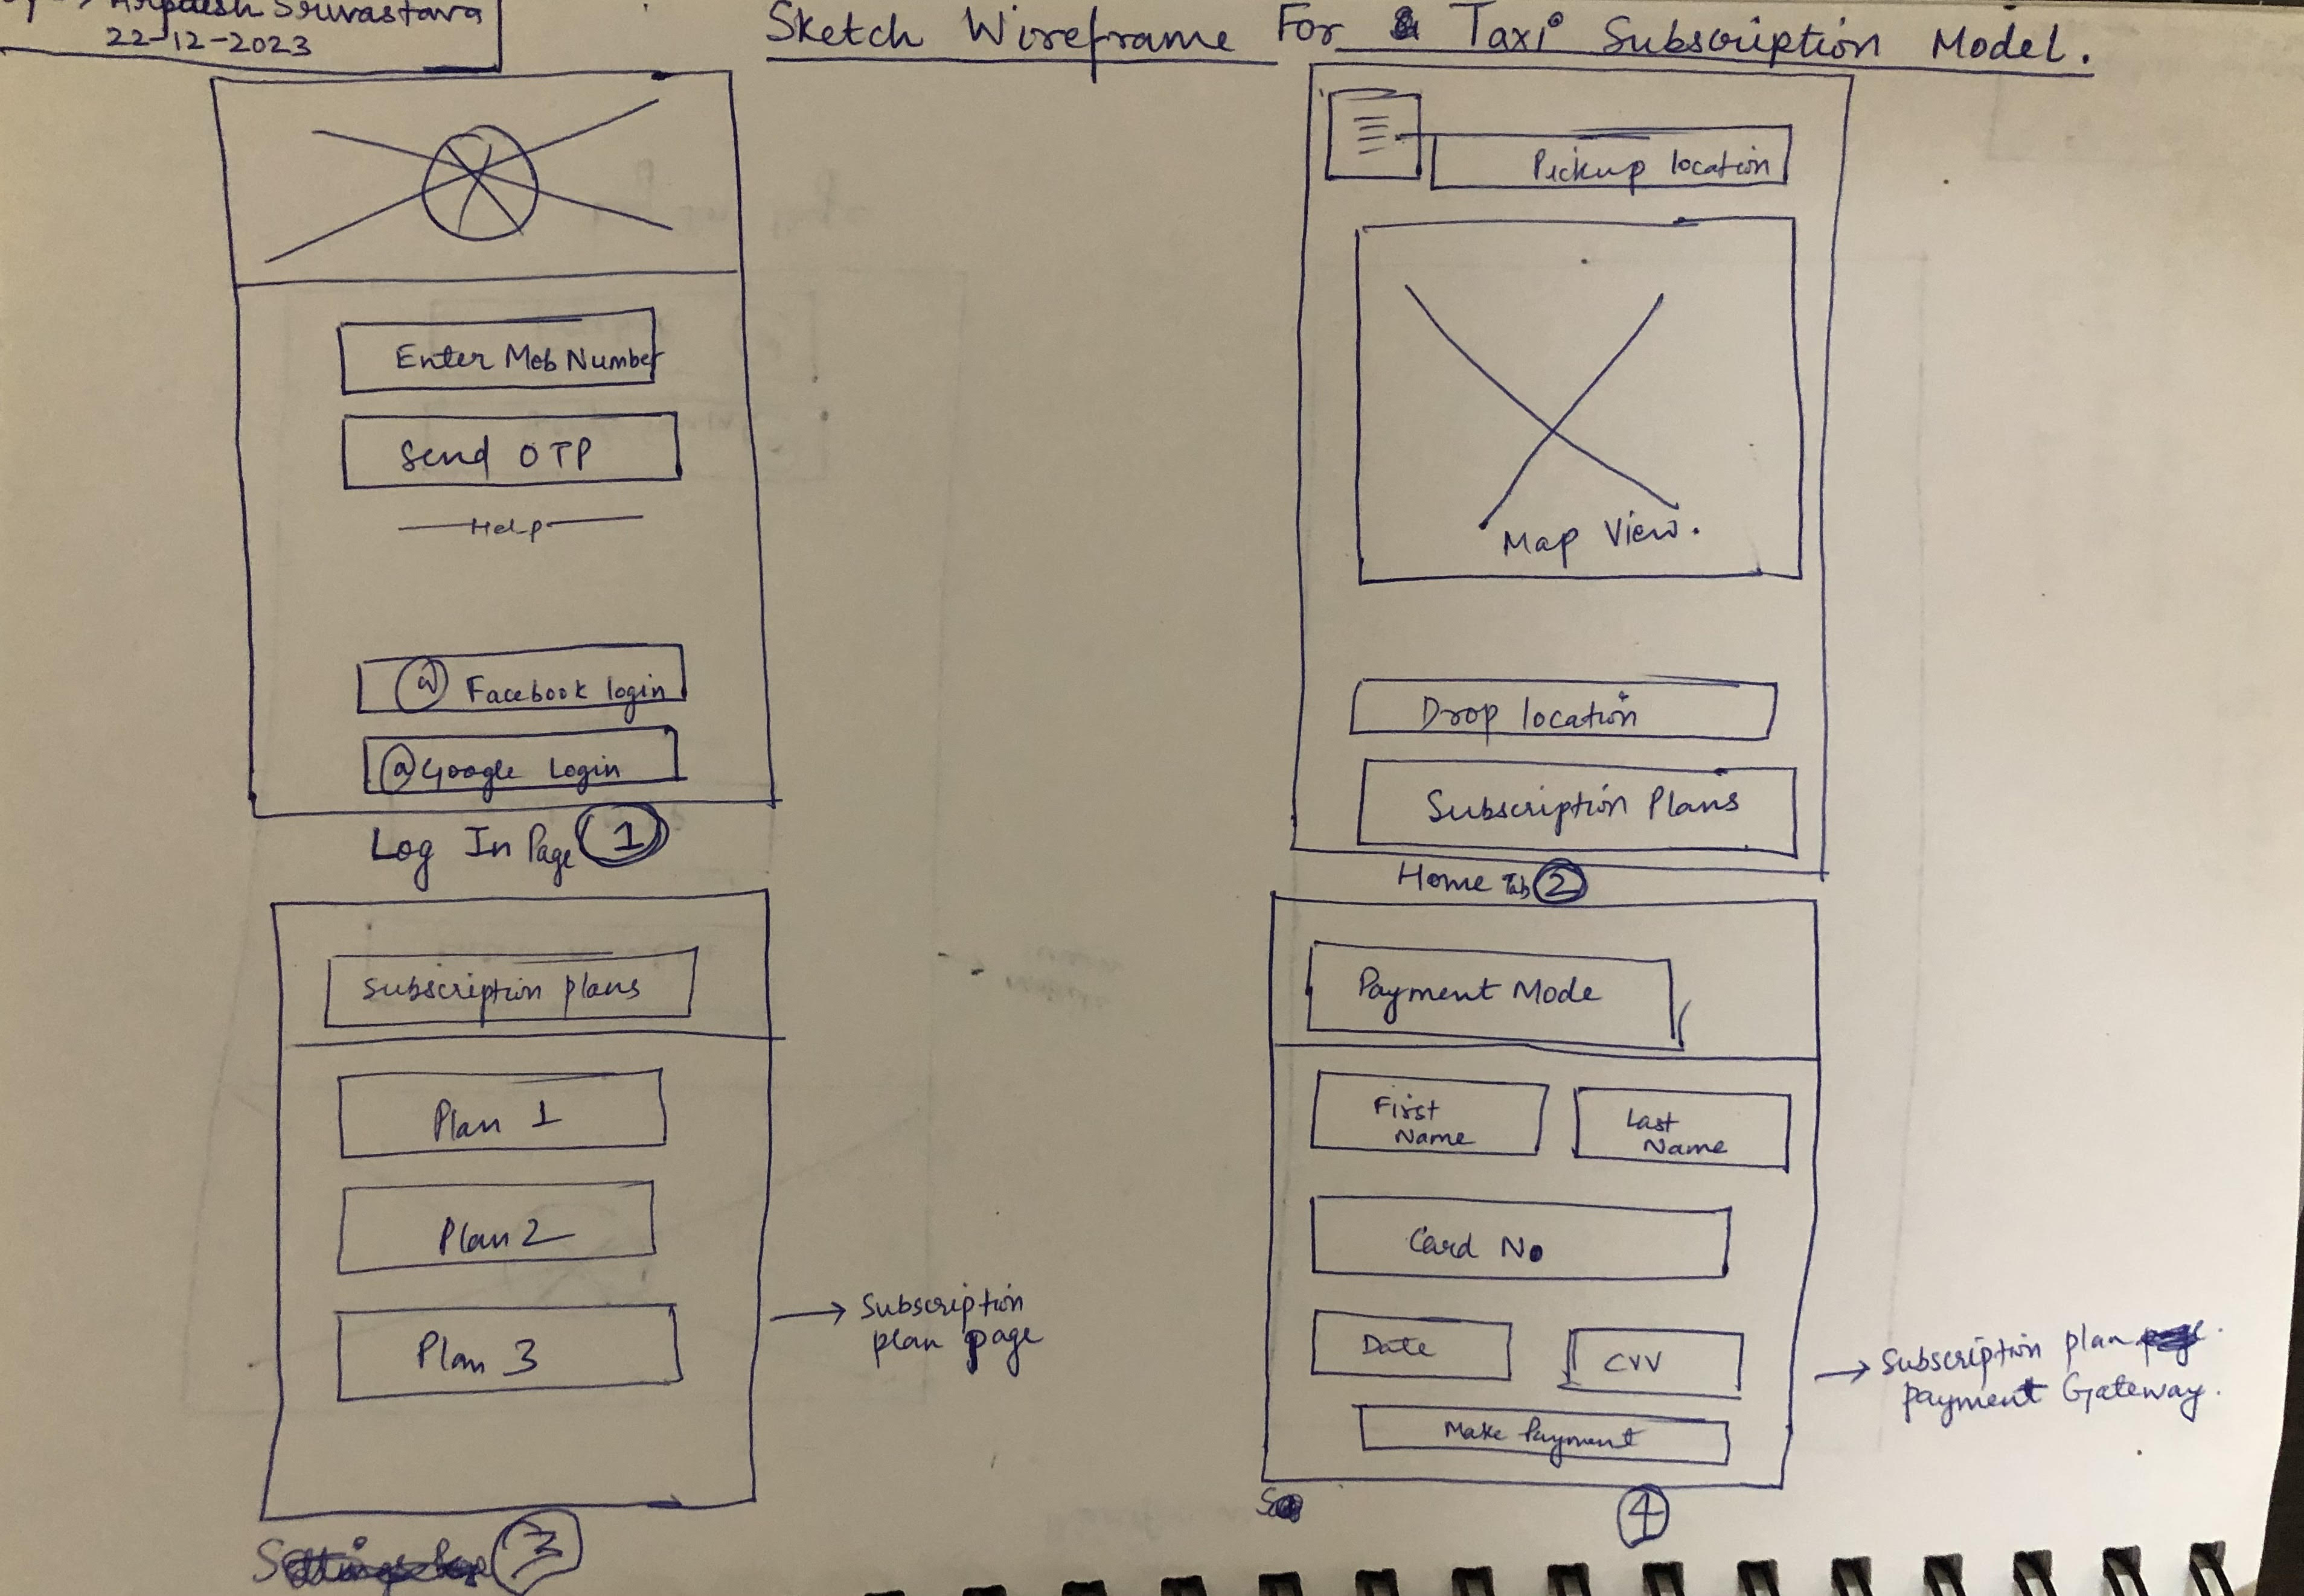 Srivastava
22-12-2023
Sketch Wireframe For a Taxi Subscription Model.
Enter Mob Number
Send OTP
Help
Facebook login
@ Google Login
Log In Page 1
Pickup location
Map View.
Drop location
Subscription Plans
Home Tab 2
Subscription plans
Plan 1
Plan 2
Plan 3
→ Subscription
plan page
3
Payment Mode
First
Name
Last
Name
Card No
Date
CVV
Make Payment
→ Subscription plan
payment Gateway.
4